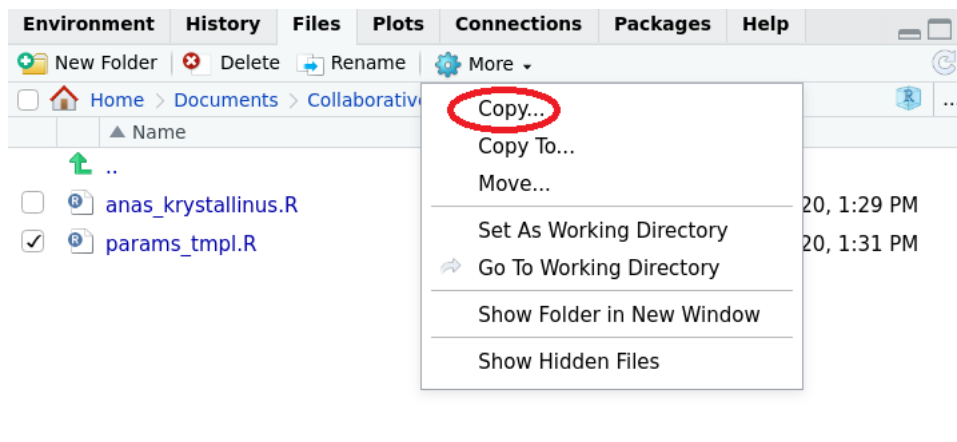 Environment History Files Plots Connections Packages Help
New Folder Delete Rename More
Home > Documents > Collaborative R ...
Name
Copy...
..
Copy To...
Move...
anas_krystallinus.R 20, 1:29 PM
Set As Working Directory
params_tmpl.R 20, 1:31 PM
Go To Working Directory
Show Folder in New Window
Show Hidden Files